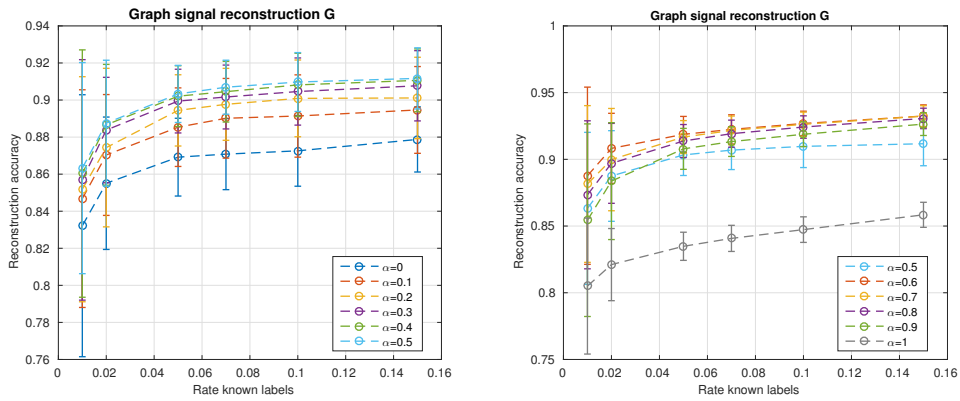 Graph signal reconstruction G
0.94
0.92
0.9
0.88
0.86
0.84
0.82
0.8
0.78
0.76
Reconstruction accuracy
0 0.02 0.04 0.06 0.08 0.1 0.12 0.14 0.16
Rate known labels
α=0
α=0.1
α=0.2
α=0.3
α=0.4
α=0.5
Graph signal reconstruction G
1
0.95
0.9
0.85
0.8
0.75
Reconstruction accuracy
0 0.02 0.04 0.06 0.08 0.1 0.12 0.14 0.16
Rate known labels
α=0.5
α=0.6
α=0.7
α=0.8
α=0.9
α=1